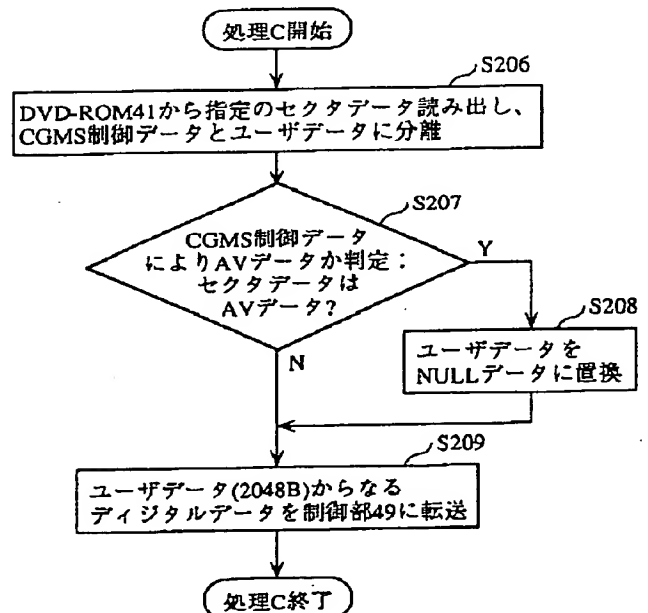 処理C開始
S206
DVD-ROM41から指定のセクタデータ読み出し、
CGMS制御データとユーザデータに分離
S207
CGMS制御データ
によりAVデータか判定：
セクタデータは
AVデータ?
Y
N
S208
ユーザデータを
NULLデータに置換
S209
ユーザデータ(2048B)からなる
ディジタルデータを制御部49に転送
処理C終了